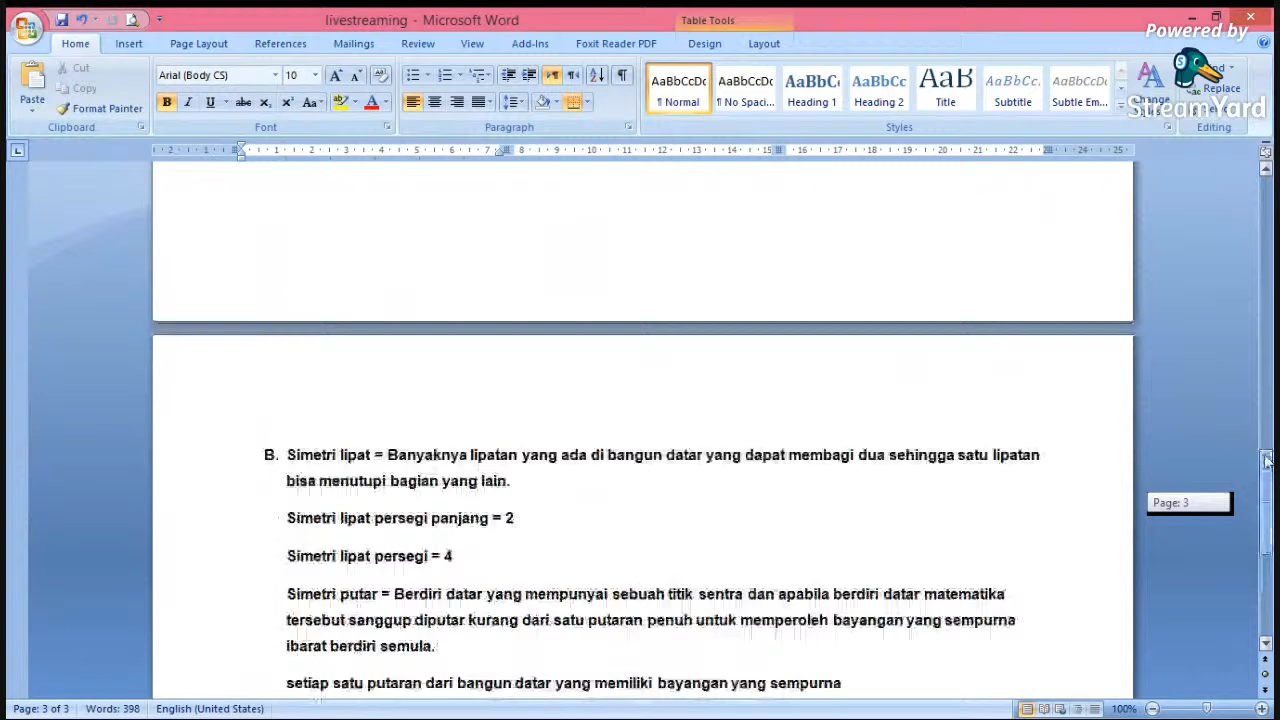 livestreaming - Microsoft Word
Table Tools
Powered by
Home Insert Page Layout References Mailings Review View Add-Ins Foxit Reader PDF Design Layout
Cut
Copy
Format Painter
Paste
Clipboard
Arial (Body CS) 10
Font
Paragraph
AaBbCcDc AaBbCcDc AaBbC AaBbCc AaB AaBbCc. AaBbCcDc
¶ Normal ¶ No Spaci... Heading 1 Heading 2 Title Subtitle Subtle Em...
Styles
Replace
StreamYard
Editing
B. Simetri lipat = Banyaknya lipatan yang ada di bangun datar yang dapat membagi dua sehingga satu lipatan
bisa menutupi bagian yang lain.
Page: 3
Simetri lipat persegi panjang = 2
Simetri lipat persegi = 4
Simetri putar = Berdiri datar yang mempunyai sebuah titik sentra dan apabila berdiri datar matematika
tersebut sanggup diputar kurang dari satu putaran penuh untuk memperoleh bayangan yang sempurna
ibarat berdiri semula.
setiap satu putaran dari bangun datar yang memiliki bayangan yang sempurna
Page: 3 of 3 Words: 398 English (United States) 100%